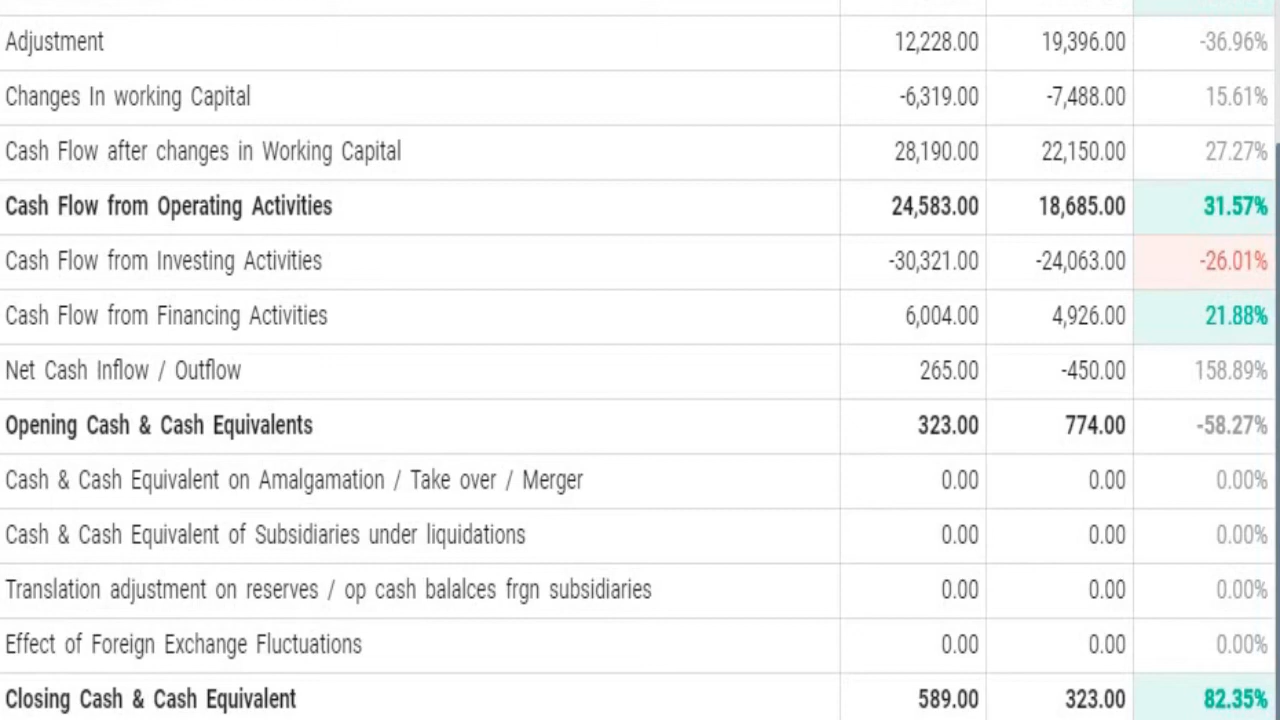 Adjustment 12,228.00 19,396.00 -36.96%
Changes In working Capital -6,319.00 -7,488.00 15.61%
Cash Flow after changes in Working Capital 28,190.00 22,150.00 27.27%
Cash Flow from Operating Activities 24,583.00 18,685.00 31.57%
Cash Flow from Investing Activities -30,321.00 -24,063.00 -26.01%
Cash Flow from Financing Activities 6,004.00 4,926.00 21.88%
Net Cash Inflow / Outflow 265.00 -450.00 158.89%
Opening Cash & Cash Equivalents 323.00 774.00 -58.27%
Cash & Cash Equivalent on Amalgamation / Take over / Merger 0.00 0.00 0.00%
Cash & Cash Equivalent of Subsidiaries under liquidations 0.00 0.00 0.00%
Translation adjustment on reserves / op cash balalces frgn subsidiaries 0.00 0.00 0.00%
Effect of Foreign Exchange Fluctuations 0.00 0.00 0.00%
Closing Cash & Cash Equivalent 589.00 323.00 82.35%